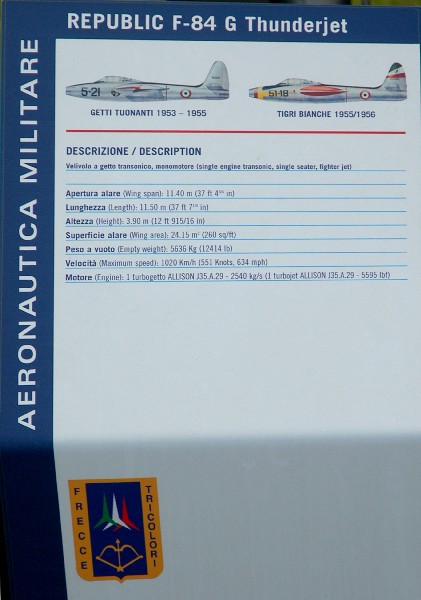 REPUBLIC F-84 G Thunderjet
AERONAUTICA MILITARE
5-21
51-18
GETTI TUONANTI 1953 – 1955
TIGRI BIANCHE 1955/1956
DESCRIZIONE / DESCRIPTION
Velivolo a getto transonico, monomotore (single engine transonic, single seater, fighter jet)
Apertura alare (Wing span): 11.40 m (37 ft 4⁵/⁸ in)
Lunghezza (Length): 11.50 m (37 ft 7⁷/⁸ in)
Altezza (Height): 3.90 m (12 ft 915/16 in)
Superficie alare (Wing area): 24.15 m² (260 sq/ft)
Peso a vuoto (Empty weight): 5636 Kg (12414 lb)
Velocità (Maximum speed): 1020 Km/h (551 Knots, 634 mph)
Motore (Engine): 1 turbogetto ALLISON J35.A.29 - 2540 kg/s (1 turbojet ALLISON J35.A.29 - 5595 lbf)
FRECCE
TRICOLORI